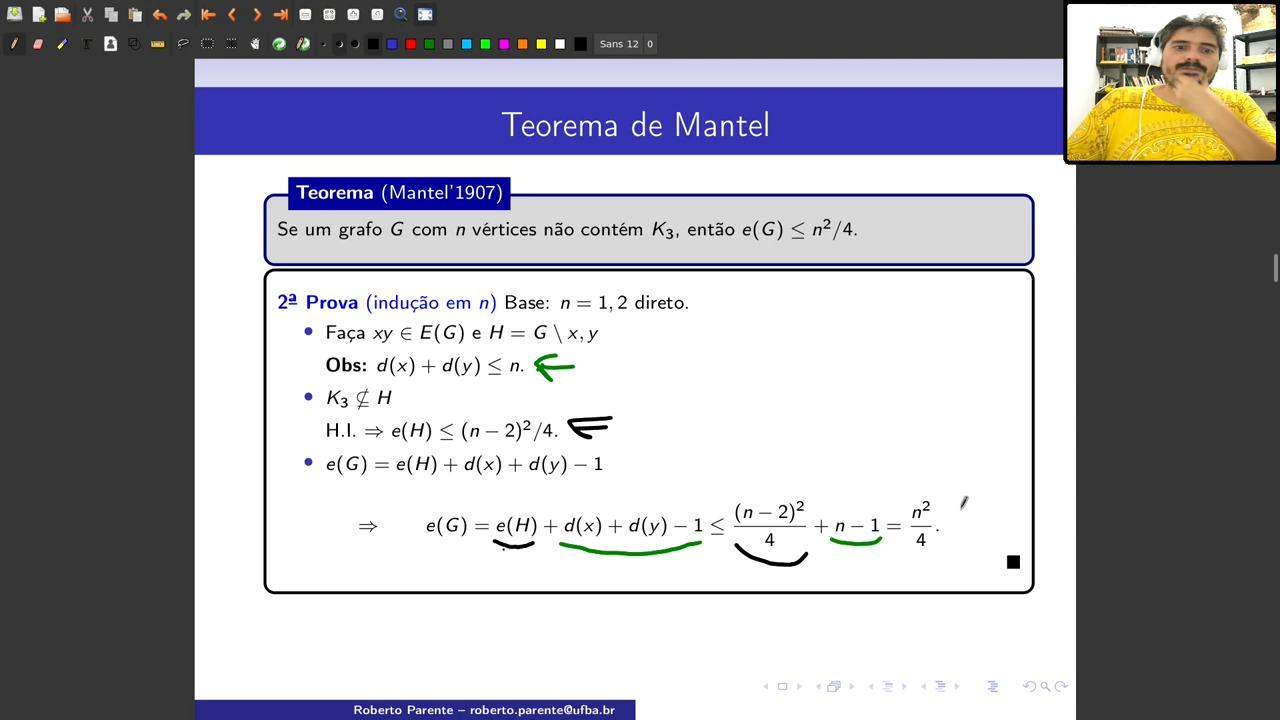 Sans 12 0
Teorema de Mantel
Teorema (Mantel'1907)
Se um grafo G com n vértices não contém K₃, então e(G) ≤ n²/4.
2ª Prova (indução em n) Base: n = 1, 2 direto.
• Faça xy ∈ E(G) e H = G \ x, y
Obs: d(x) + d(y) ≤ n.
• K₃ ⊈ H
H.I. ⇒ e(H) ≤ (n − 2)²/4.
• e(G) = e(H) + d(x) + d(y) − 1
⇒ e(G) = e(H) + d(x) + d(y) − 1 ≤ (n − 2)²/4 + n − 1 = n²/4.
Roberto Parente – roberto.parente@ufba.br